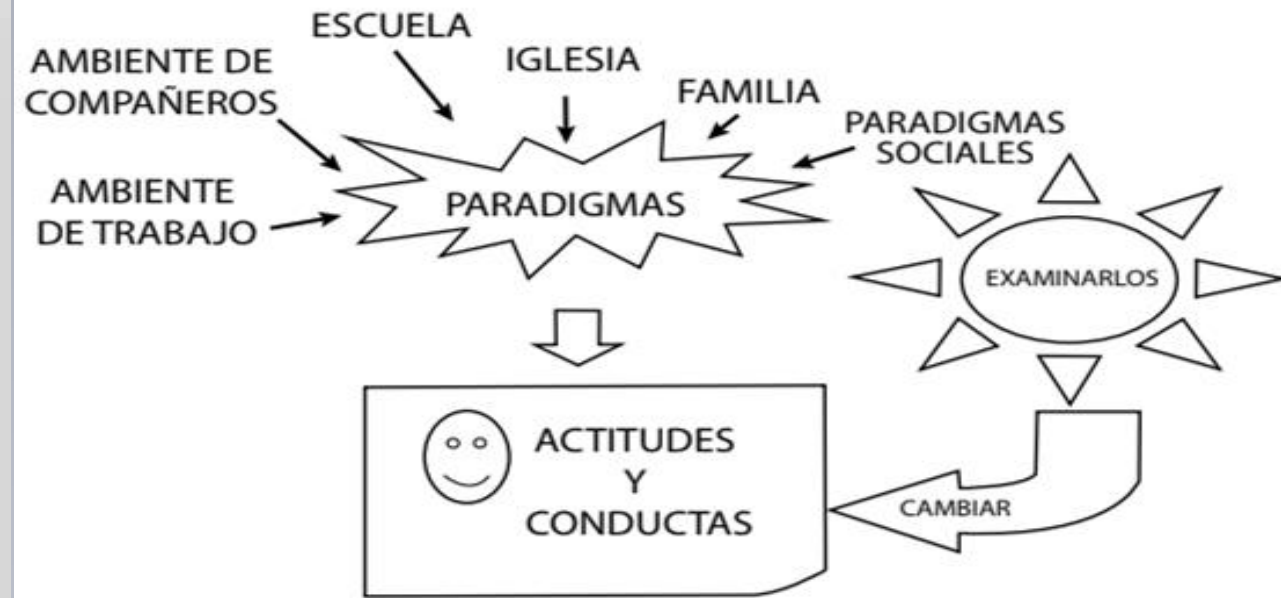 ESCUELA
AMBIENTE DE
COMPAÑEROS
IGLESIA
FAMILIA
PARADIGMAS
SOCIALES
AMBIENTE
DE TRABAJO
PARADIGMAS
EXAMINARLOS
ACTITUDES
Y
CONDUCTAS
CAMBIAR